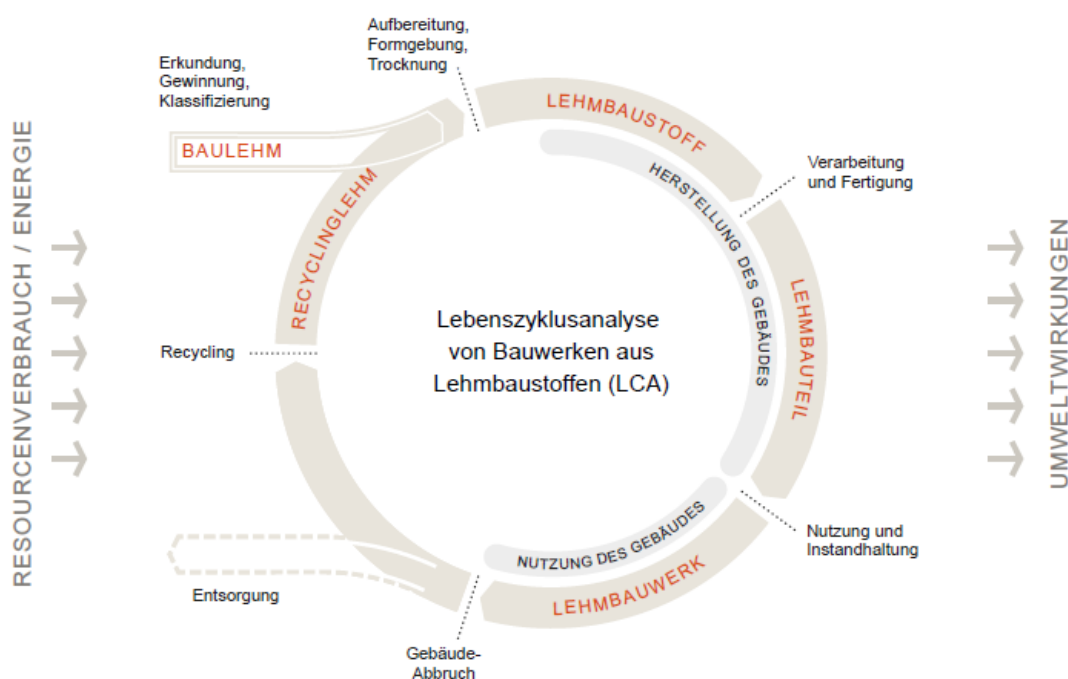 Aufbereitung,
Formgebung,
Trocknung
Erkundung,
Gewinnung,
Klassifizierung
BAULEHM
RECYCLINGLEHM
LEHMBAUSTOFF
HERSTELLUNG DES GEBÄUDES
Verarbeitung
und Fertigung
LEHMBAUTEIL
RESOURCENVERBRAUCH / ENERGIE
UMWELTWIRKUNGEN
Lebenszyklusanalyse
von Bauwerken aus
Lehmbaustoffen (LCA)
Recycling
Nutzung und
Instandhaltung
NUTZUNG DES GEBÄUDES
LEHMBAUWERK
Entsorgung
Gebäude-
Abbruch